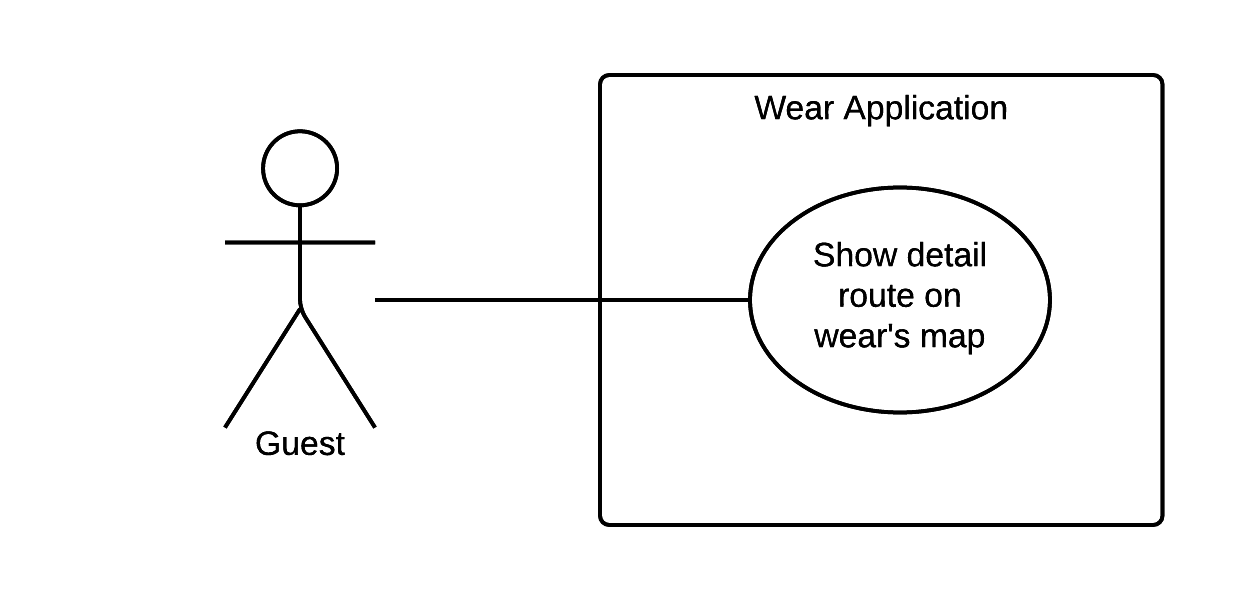 Wear Application
Show detail
route on
wear's map
Guest